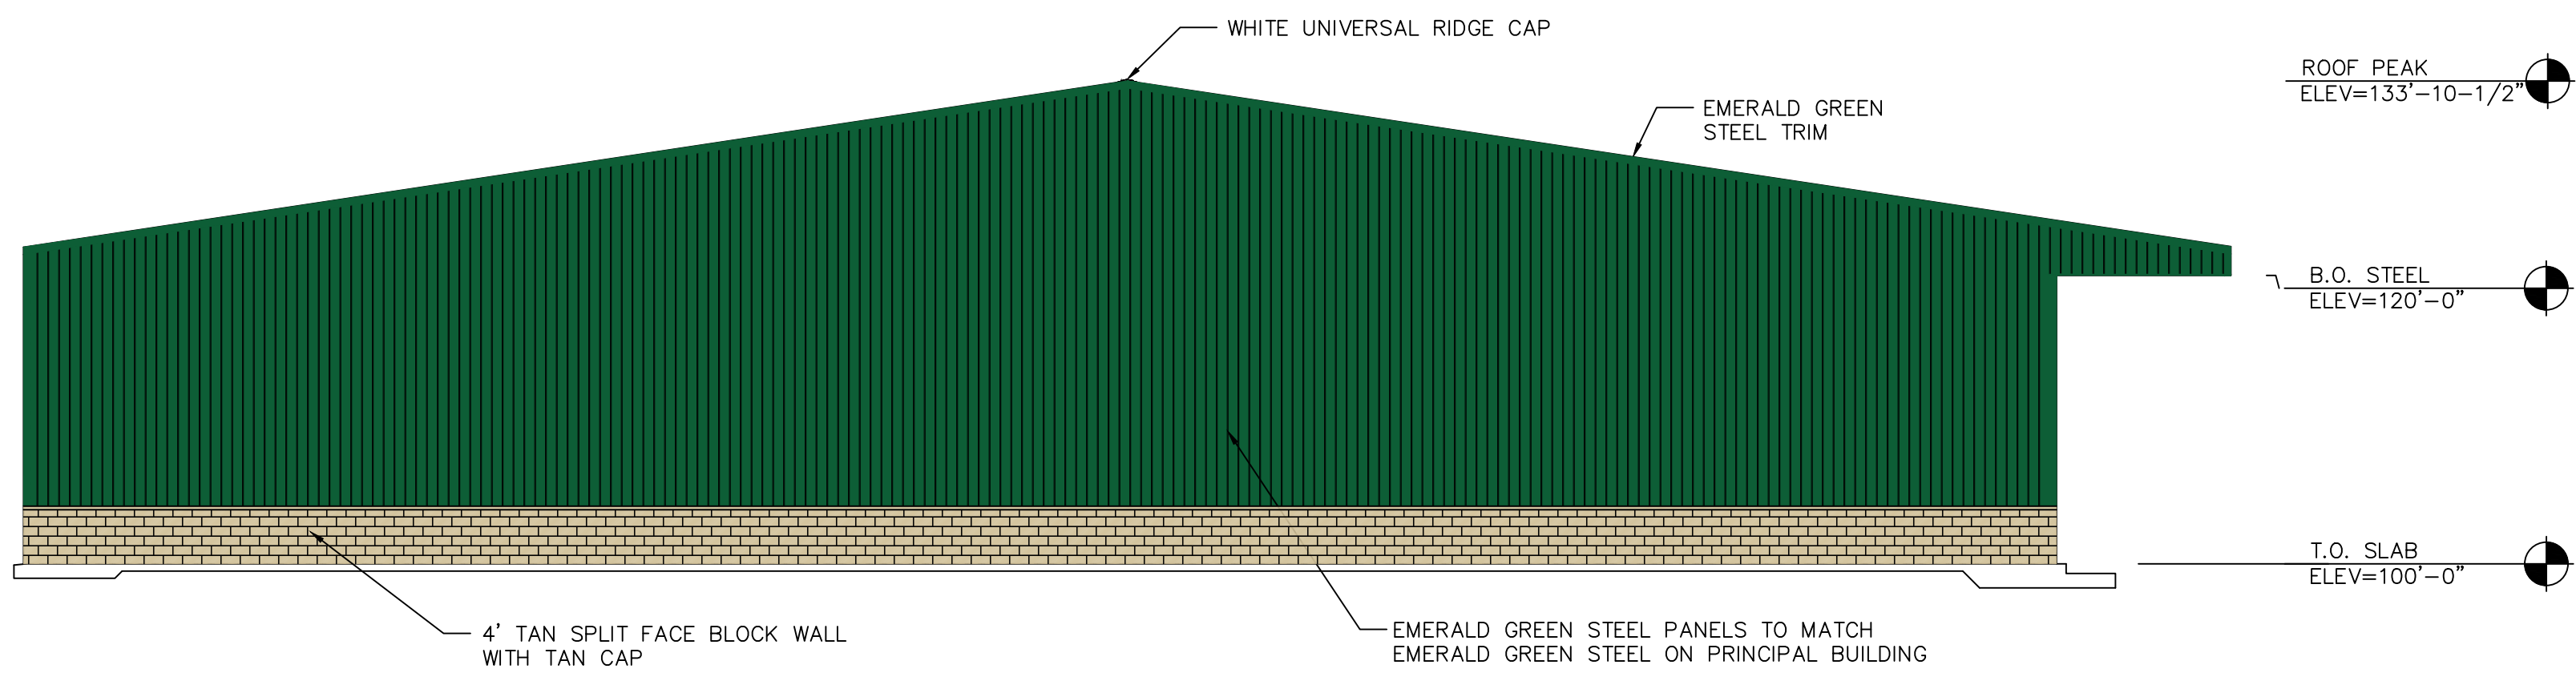 WHITE UNIVERSAL RIDGE CAP
ROOF PEAK
ELEV=133'-10-1/2"
EMERALD GREEN
STEEL TRIM
B.O. STEEL
ELEV=120'-0"
T.O. SLAB
ELEV=100'-0"
4' TAN SPLIT FACE BLOCK WALL
WITH TAN CAP
EMERALD GREEN STEEL PANELS TO MATCH
EMERALD GREEN STEEL ON PRINCIPAL BUILDING